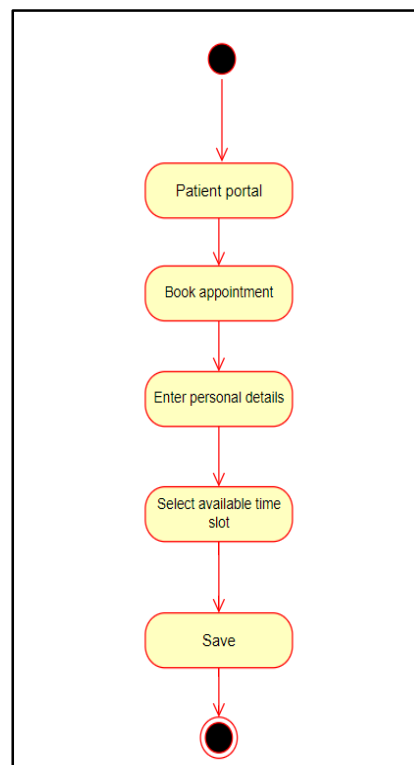 Patient portal
Book appointment
Enter personal details
Select available time
slot
Save